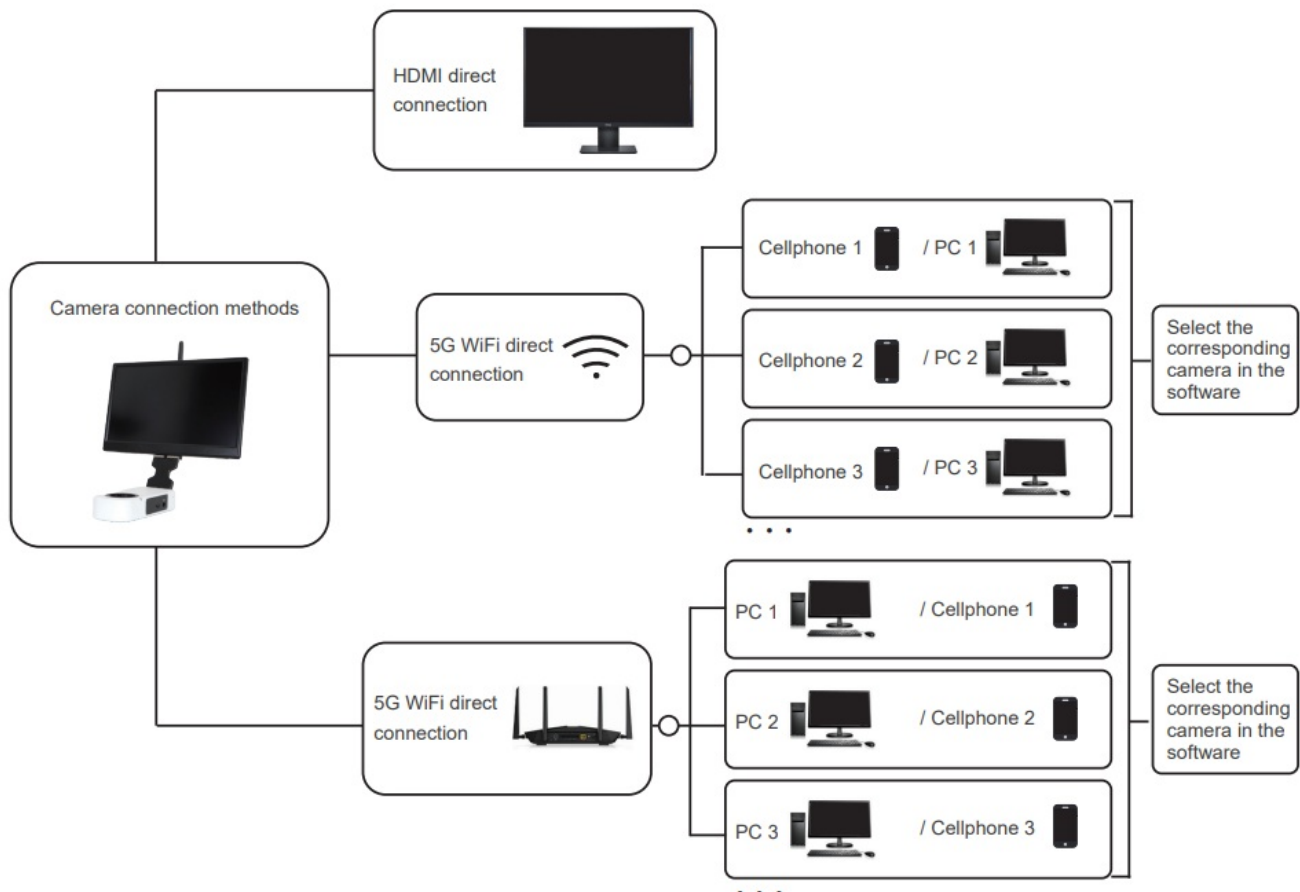 HDMI direct
connection
Camera connection methods
5G WiFi direct
connection
Cellphone 1 / PC 1
Cellphone 2 / PC 2
Cellphone 3 / PC 3
. . .
Select the
corresponding
camera in the
software
5G WiFi direct
connection
PC 1 / Cellphone 1
PC 2 / Cellphone 2
PC 3 / Cellphone 3
. . .
Select the
corresponding
camera in the
software